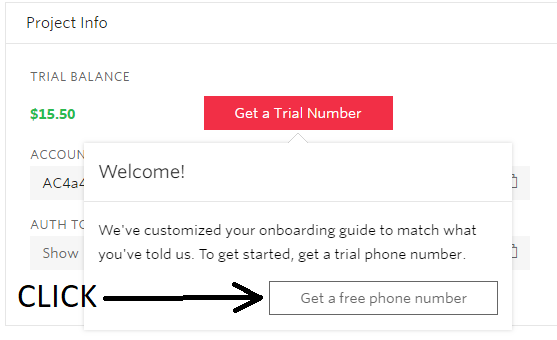 Project Info
TRIAL BALANCE
$15.50
Get a Trial Number
ACCOUN
AC4a4
Welcome!
AUTH TO
Show
We've customized your onboarding guide to match what
you've told us. To get started, get a trial phone number.
CLICK
Get a free phone number